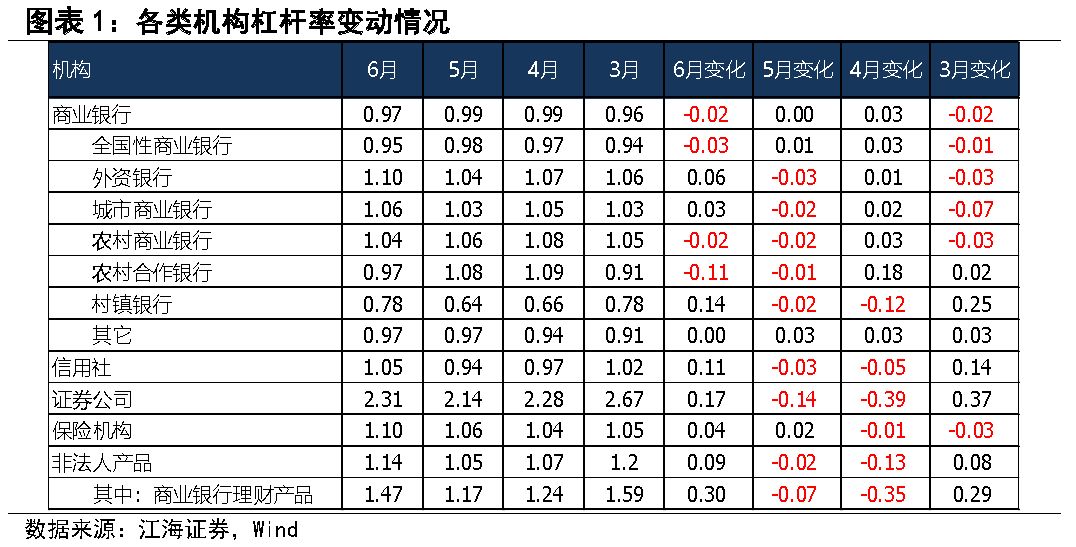 图表 1：各类机构杠杆率变动情况
机构 6月 5月 4月 3月 6月变化 5月变化 4月变化 3月变化
商业银行 0.97 0.99 0.99 0.96 -0.02 0.00 0.03 -0.02
全国性商业银行 0.95 0.98 0.97 0.94 -0.03 0.01 0.03 -0.01
外资银行 1.10 1.04 1.07 1.06 0.06 -0.03 0.01 -0.03
城市商业银行 1.06 1.03 1.05 1.03 0.03 -0.02 0.02 -0.07
农村商业银行 1.04 1.06 1.08 1.05 -0.02 -0.02 0.03 -0.03
农村合作银行 0.97 1.08 1.09 0.91 -0.11 -0.01 0.18 0.02
村镇银行 0.78 0.64 0.66 0.78 0.14 -0.02 -0.12 0.25
其它 0.97 0.97 0.94 0.91 0.00 0.03 0.03 0.03
信用社 1.05 0.94 0.97 1.02 0.11 -0.03 -0.05 0.14
证券公司 2.31 2.14 2.28 2.67 0.17 -0.14 -0.39 0.37
保险机构 1.10 1.06 1.04 1.05 0.04 0.02 -0.01 -0.03
非法人产品 1.14 1.05 1.07 1.2 0.09 -0.02 -0.13 0.08
其中：商业银行理财产品 1.47 1.17 1.24 1.59 0.30 -0.07 -0.35 0.29
数据来源：江海证券，Wind